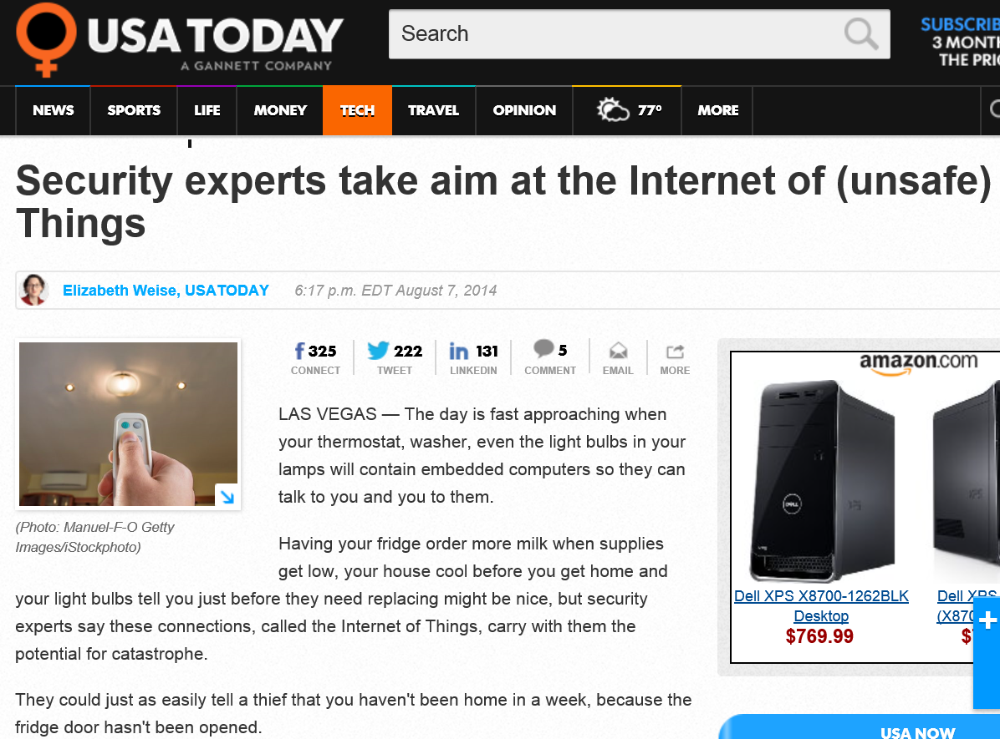 USA TODAY
A GANNETT COMPANY
Search
SUBSCRIB
3 MONTH
THE PRI
NEWS
SPORTS
LIFE
MONEY
TECH
TRAVEL
OPINION
77°
MORE
Security experts take aim at the Internet of (unsafe)
Things
Elizabeth Weise, USATODAY
6:17 p.m. EDT August 7, 2014
325
CONNECT
222
TWEET
in 131
LINKEDIN
5
COMMENT
EMAIL
MORE
(Photo: Manuel-F-O Getty
Images/iStockphoto)
LAS VEGAS — The day is fast approaching when
your thermostat, washer, even the light bulbs in your
lamps will contain embedded computers so they can
talk to you and you to them.
Having your fridge order more milk when supplies
get low, your house cool before you get home and
your light bulbs tell you just before they need replacing might be nice, but security
experts say these connections, called the Internet of Things, carry with them the
potential for catastrophe.
They could just as easily tell a thief that you haven't been home in a week, because the
fridge door hasn't been opened.
amazon.com
DELL
XPS
Dell XPS X8700-1262BLK
Desktop
$769.99
Dell XPS
(X870
$7
+
USA NOW